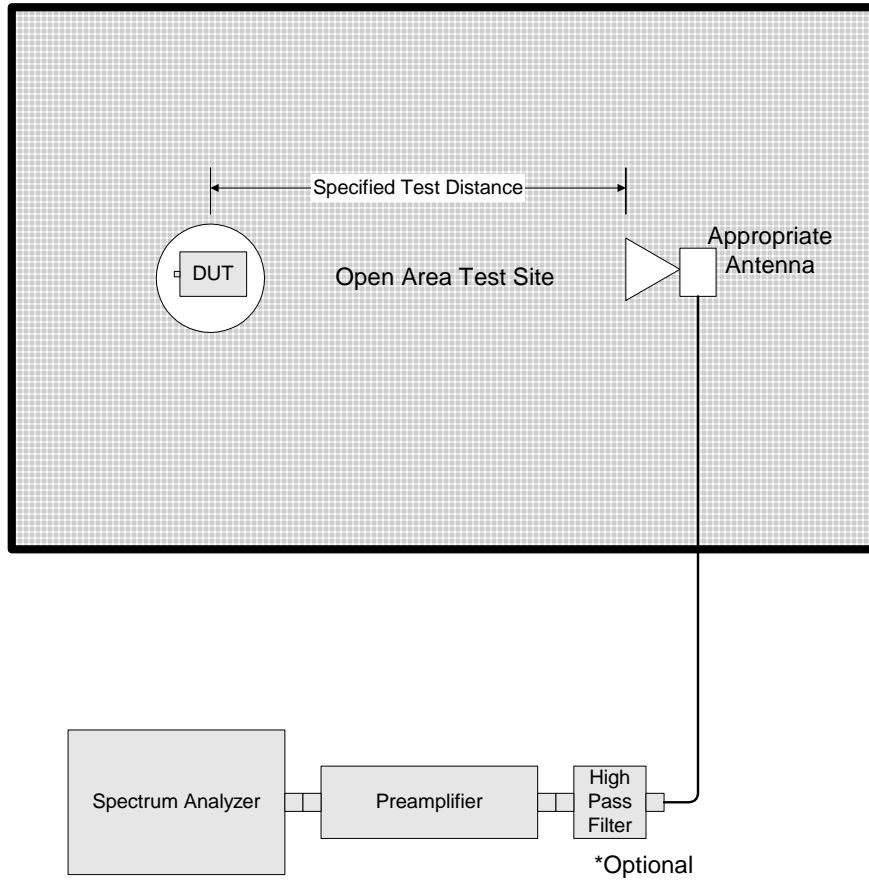 Specified Test Distance
DUT
Open Area Test Site
Appropriate
Antenna
Spectrum Analyzer
Preamplifier
High
Pass
Filter
*Optional